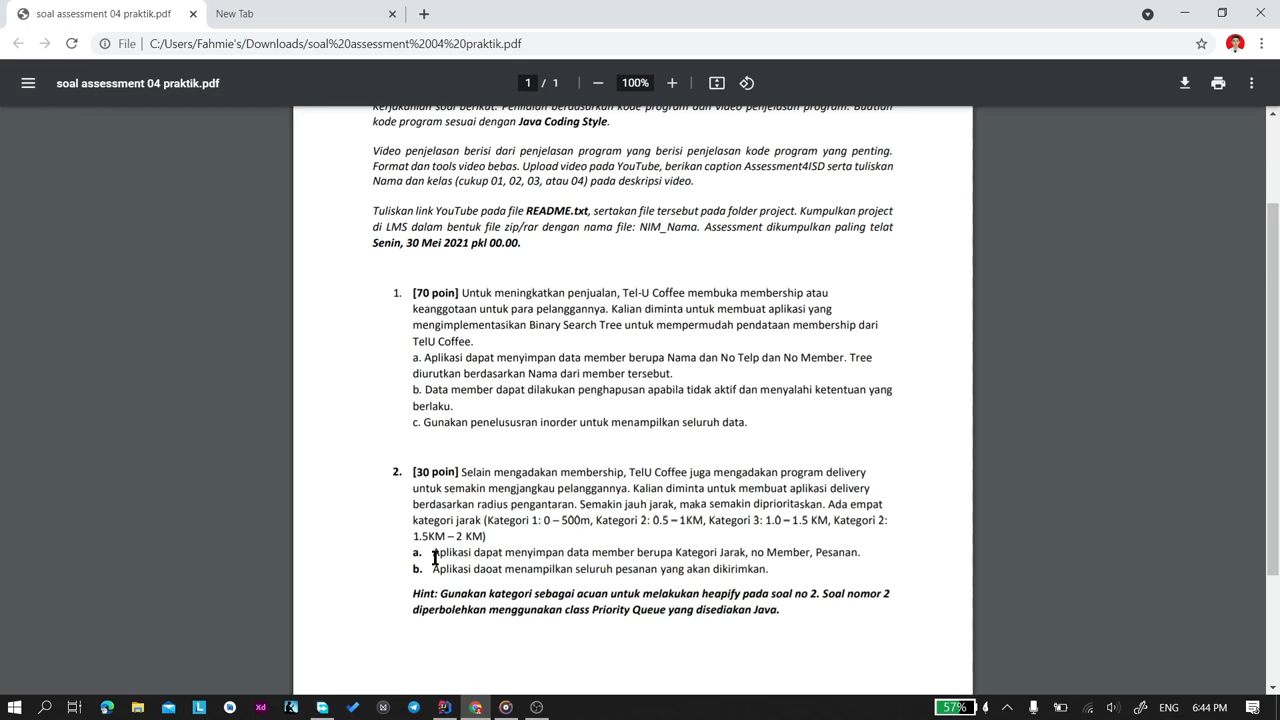 soal assessment 04 praktik.pdf
New Tab
File
C:/Users/Fahmie's/Downloads/soal%20assessment%2004%20praktik.pdf
soal assessment 04 praktik.pdf
1 / 1
100%
kode program sesuai dengan Java Coding Style.
Video penjelasan berisi dari penjelasan program yang berisi penjelasan kode program yang penting.
Format dan tools video bebas. Upload video pada YouTube, berikan caption Assessment4ISD serta tuliskan
Nama dan kelas (cukup 01, 02, 03, atau 04) pada deskripsi video.
Tuliskan link YouTube pada file README.txt, sertakan file tersebut pada folder project. Kumpulkan project
di LMS dalam bentuk file zip/rar dengan nama file: NIM_Nama. Assessment dikumpulkan paling telat
Senin, 30 Mei 2021 pkl 00.00.
1. [70 poin] Untuk meningkatkan penjualan, Tel-U Coffee membuka membership atau
keanggotaan untuk para pelanggannya. Kalian diminta untuk membuat aplikasi yang
mengimplementasikan Binary Search Tree untuk mempermudah pendataan membership dari
TelU Coffee.
a. Aplikasi dapat menyimpan data member berupa Nama dan No Telp dan No Member. Tree
diurutkan berdasarkan Nama dari member tersebut.
b. Data member dapat dilakukan penghapusan apabila tidak aktif dan menyalahi ketentuan yang
berlaku.
c. Gunakan penelususran inorder untuk menampilkan seluruh data.
2. [30 poin] Selain mengadakan membership, TelU Coffee juga mengadakan program delivery
untuk semakin mengjangkau pelanggannya. Kalian diminta untuk membuat aplikasi delivery
berdasarkan radius pengantaran. Semakin jauh jarak, maka semakin diprioritaskan. Ada empat
kategori jarak (Kategori 1: 0 – 500m, Kategori 2: 0.5 – 1KM, Kategori 3: 1.0 – 1.5 KM, Kategori 2:
1.5KM – 2 KM)
a. Aplikasi dapat menyimpan data member berupa Kategori Jarak, no Member, Pesanan.
b. Aplikasi daoat menampilkan seluruh pesanan yang akan dikirimkan.
Hint: Gunakan kategori sebagai acuan untuk melakukan heapify pada soal no 2. Soal nomor 2
diperbolehkan menggunakan class Priority Queue yang disediakan Java.
57%
ENG
6:44 PM